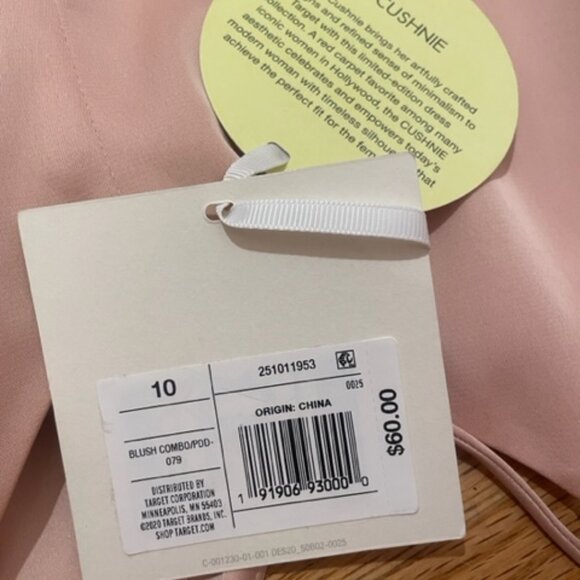 CUSHNIE
Cushnie brings her artfully crafted
and refined sense of minimalism to
Target with this limited-edition dress
collection. A red carpet favorite among many
iconic women in Hollywood, the CUSHNIE
aesthetic celebrates and empowers today's
modern woman with timeless that
achieve the perfect fit for the
10
BLUSH COMBO/PDD-
079
DISTRIBUTED BY
TARGET CORPORATION
MINNEAPOLIS, MN 55403
©2020 TARGET BRANDS, INC.
SHOP TARGET.COM
251011953
0025
ORIGIN: CHINA
1 91906 93000 0
$60.00
C-001230-01-001 DES20_S0802-0025